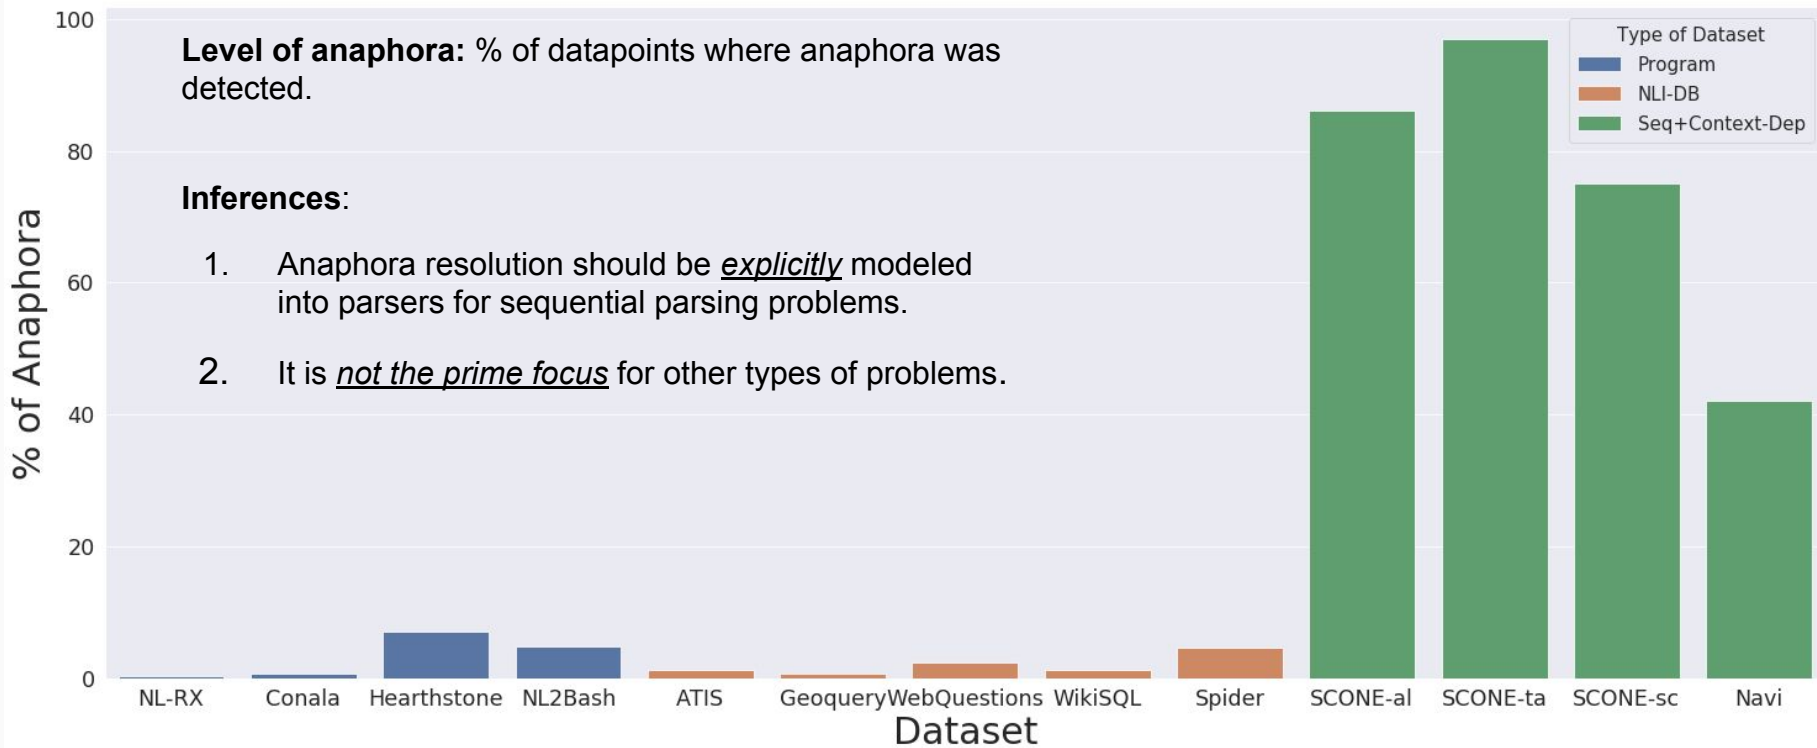 100
Level of anaphora: % of datapoints where anaphora was
detected.
Type of Dataset
Program
NLI-DB
Seq+Context-Dep
80
Inferences:
1. Anaphora resolution should be explicitly modeled
into parsers for sequential parsing problems.
60
2. It is not the prime focus for other types of problems.
40
20
0
% of Anaphora
NL-RX Conala Hearthstone NL2Bash ATIS Geoquery WebQuestions WikiSQL Spider SCONE-al SCONE-ta SCONE-sc Navi
Dataset